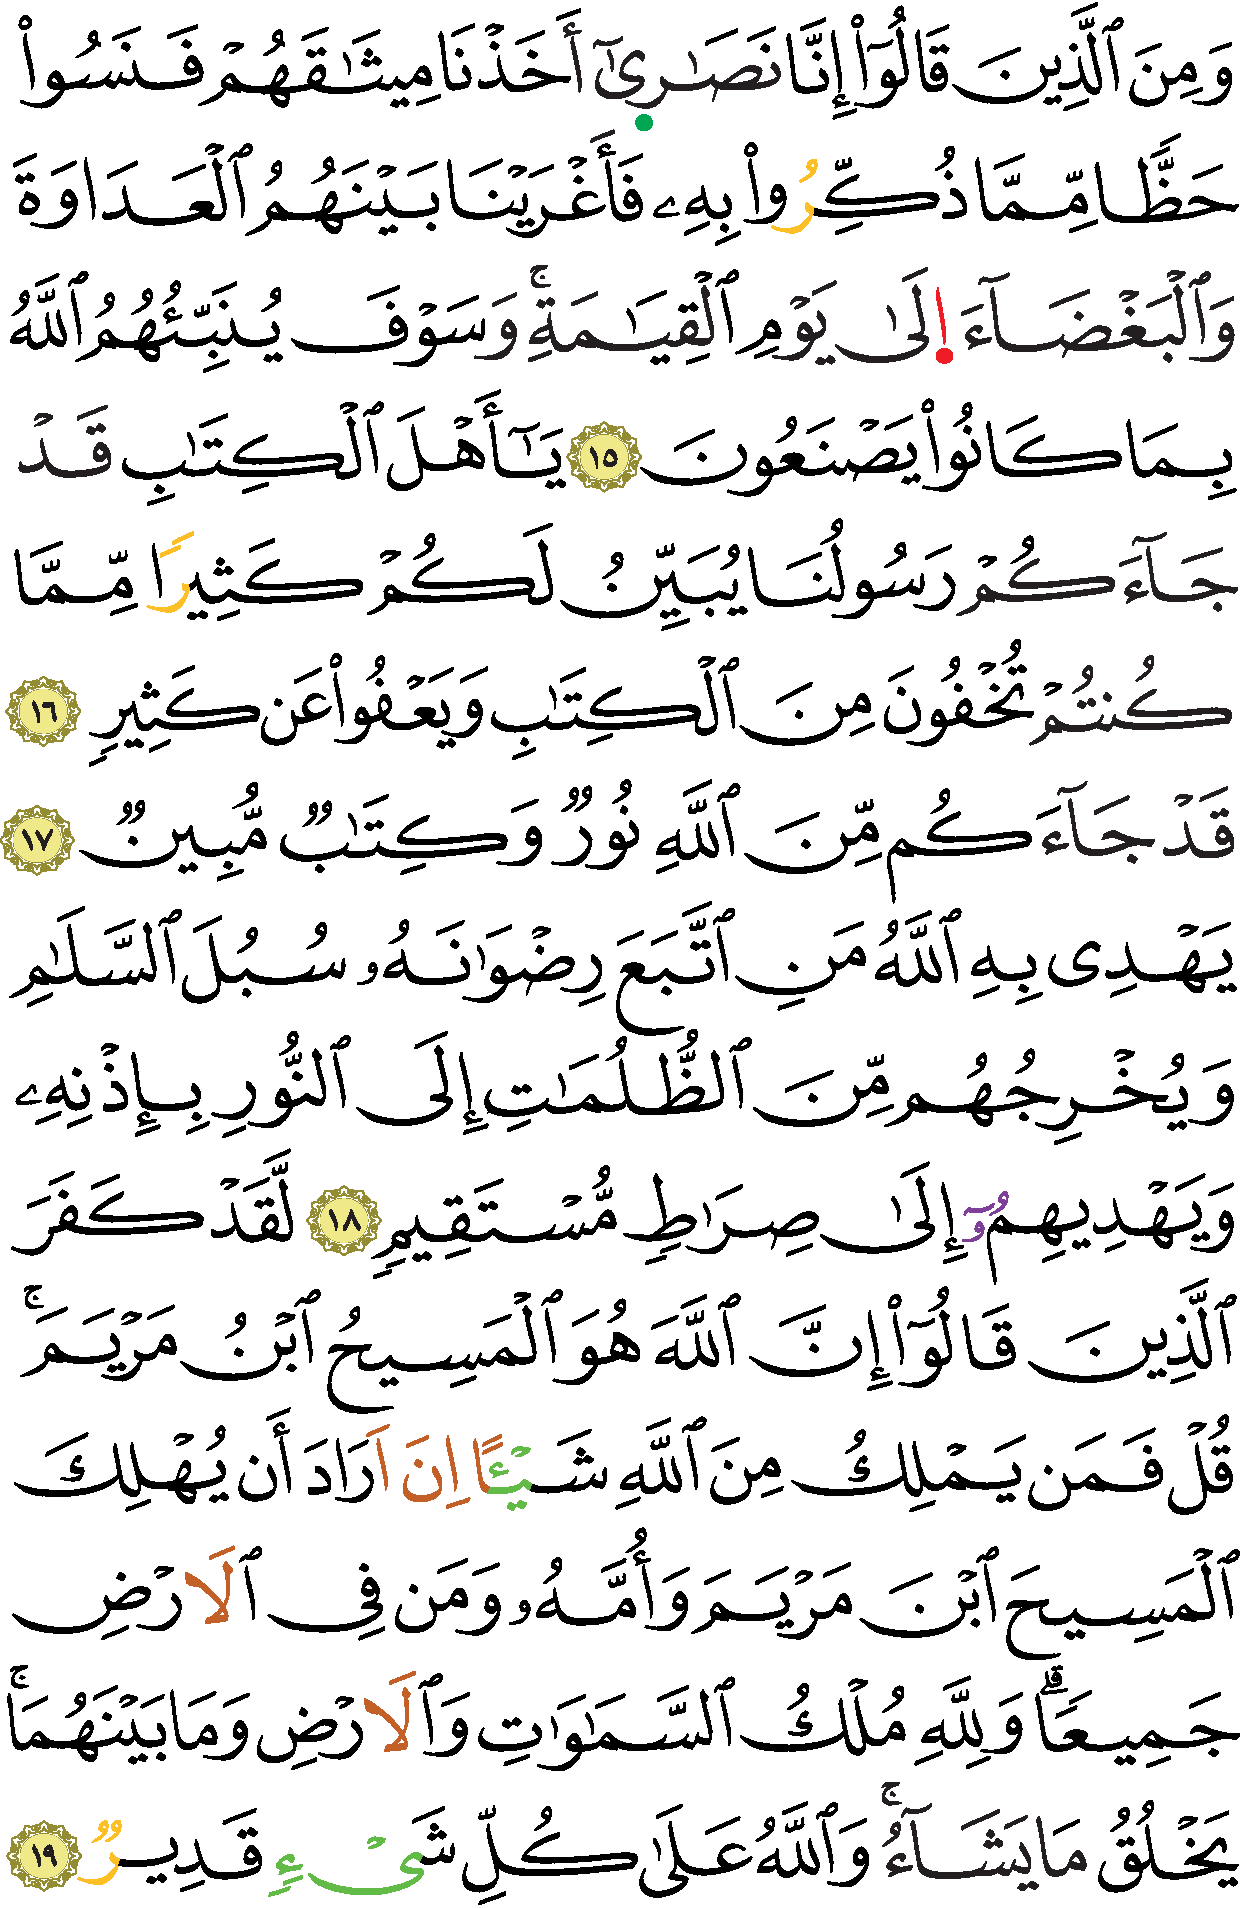 وَمِنَ ٱلَّذِينَ قَالُوٓاْ إِنَّا نَصَٰرِىٰٓ أَخَذْنَا مِيثَٰقَهُمْ فَنَسُواْ
حَظّٗا مِّمَّا ذُكِّرُواْ بِهِۦ فَأَغْرَيْنَا بَيْنَهُمُ ٱلْعَدَاوَةَ
وَٱلْبَغْضَآءَ اِ۪لَىٰ يَوْمِ ٱلْقِيَٰمَةِۚ وَسَوْفَ يُنَبِّئُهُمُ ٱللَّهُ
بِمَا كَانُواْ يَصْنَعُونَ ١٥ يَٰٓأَهْلَ ٱلْكِتَٰبِ قَدْ
جَآءَكُمْ رَسُولُنَا يُبَيِّنُ لَكُمْ كَثِيرٗا مِّمَّا
كُنتُمْ تُخْفُونَ مِنَ ٱلْكِتَٰبِ وَيَعْفُواْ عَن كَثِيرٖ ١٦
قَدْ جَآءَكُم مِّنَ ٱللَّهِ نُورٞ وَكِتَٰبٞ مُّبِينٞ ١٧
يَهْدِى بِهِ ٱللَّهُ مَنِ ٱتَّبَعَ رِضْوَٰنَهُۥ سُبُلَ ٱلسَّلَٰمِ
وَيُخْرِجُهُم مِّنَ ٱلظُّلُمَٰتِ إِلَى ٱلنُّورِ بِإِذْنِهِۦ
وَيَهْدِيهِمُۥٓ إِلَىٰ صِرَٰطٖ مُّسْتَقِيمٖ ١٨ لَّقَدْ كَفَرَ
ٱلَّذِينَ قَالُوٓاْ إِنَّ ٱللَّهَ هُوَ ٱلْمَسِيحُ ٱبْنُ مَرْيَمَۚ
قُلْ فَمَن يَمْلِكُ مِنَ ٱللَّهِ شَيْـًٔا اِنَ اَرَادَ أَن يُهْلِكَ
ٱلْمَسِيحَ ٱبْنَ مَرْيَمَ وَأُمَّهُۥ وَمَن فِى ٱلَارْضِ
جَمِيعٗاۗ وَلِلَّهِ مُلْكُ ٱلسَّمَٰوَٰتِ وَٱلَارْضِ وَمَا بَيْنَهُمَاۚ
يَخْلُقُ مَا يَشَآءُۚ وَٱللَّهُ عَلَىٰ كُلِّ شَىْءٖ قَدِيرٞ ١٩